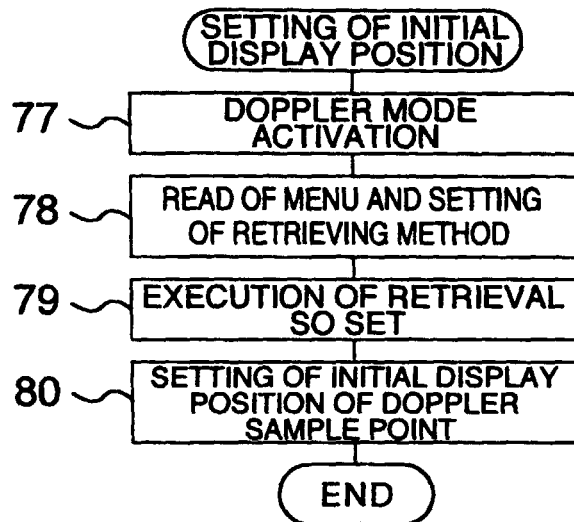 SETTING OF INITIAL
DISPLAY POSITION
77
DOPPLER MODE
ACTIVATION
78
READ OF MENU AND SETTING
OF RETRIEVING METHOD
79
EXECUTION OF RETRIEVAL
SO SET
80
SETTING OF INITIAL DISPLAY
POSITION OF DOPPLER
SAMPLE POINT
END